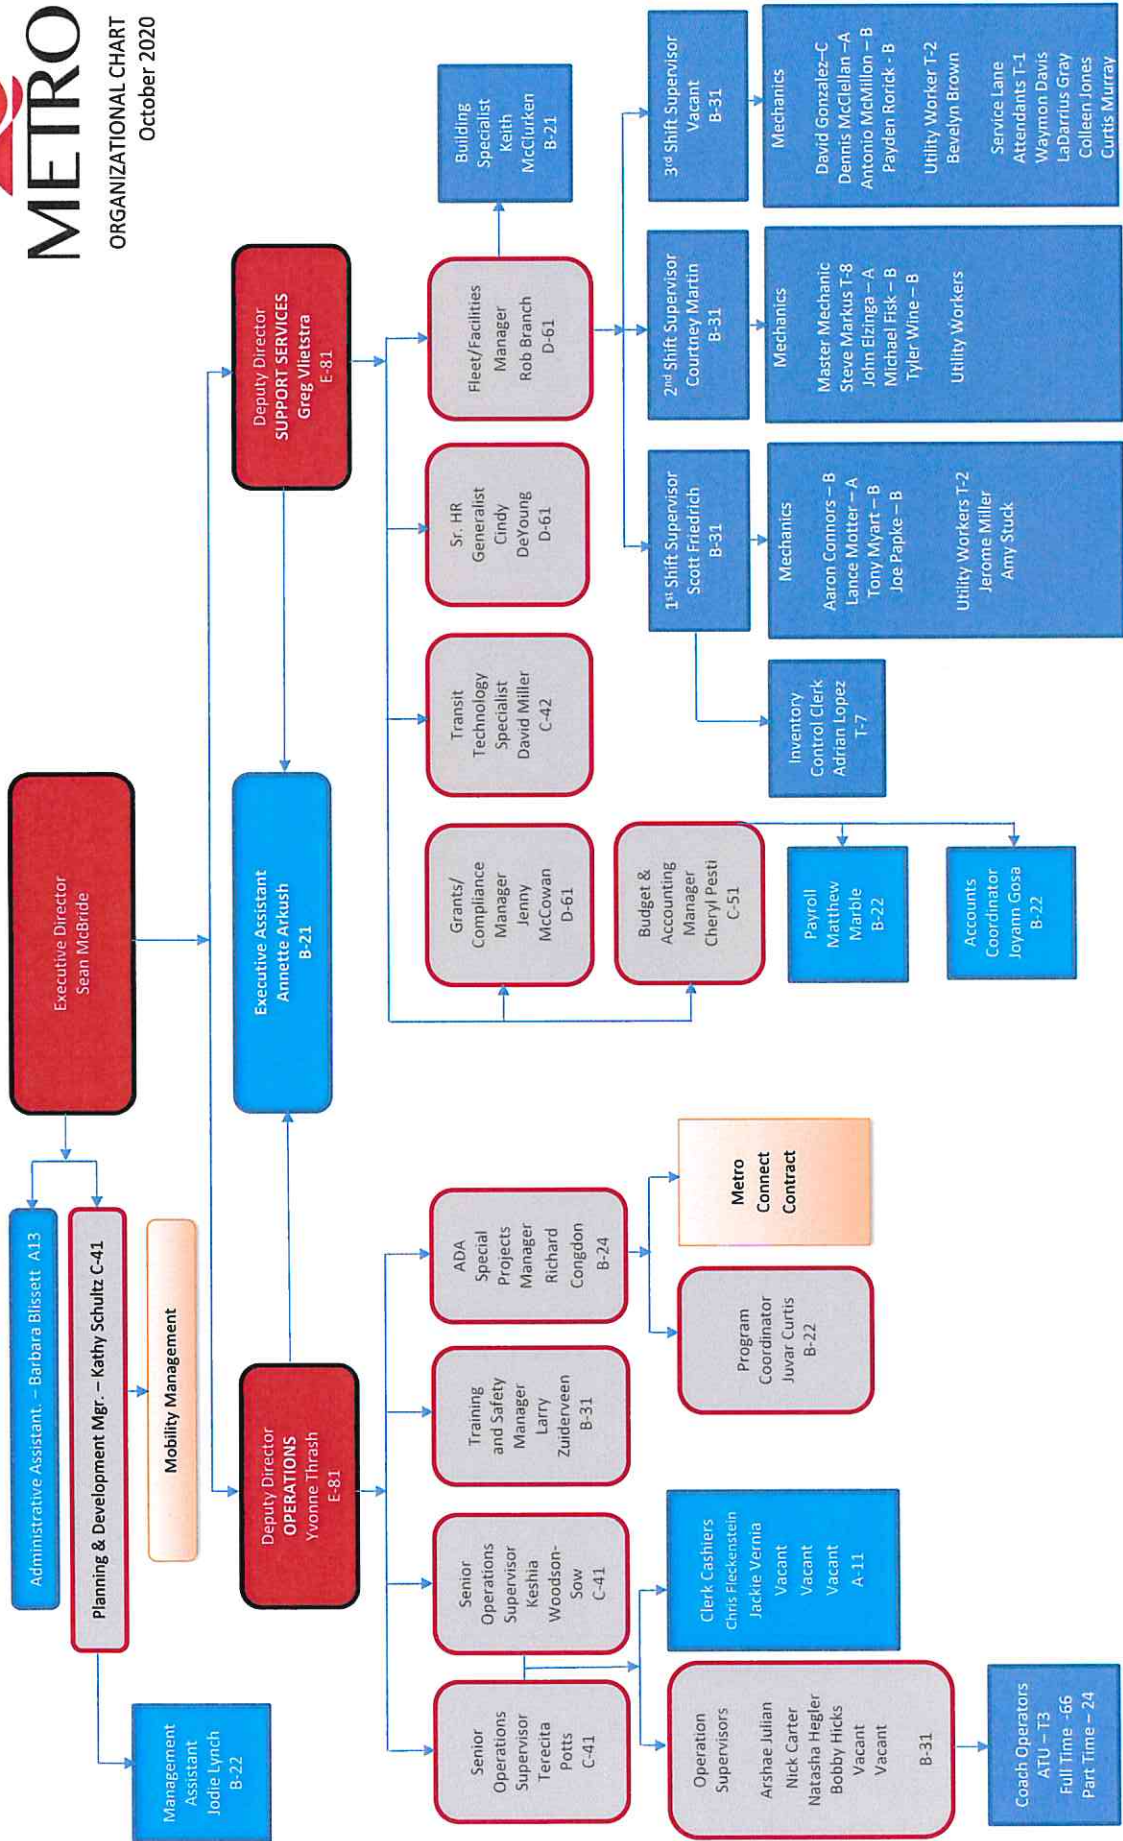 METRO
ORGANIZATIONAL CHART
October 2020
Executive Director
Sean McBride
Administrative Assistant. – Barbara Blissett A13
Planning & Development Mgr. – Kathy Schultz C-41
Mobility Management
Management
Assistant
Jodie Lynch
B-22
Deputy Director
OPERATIONS
Yvonne Thrash
E-81
Executive Assistant
Annette Arkush
B-21
Deputy Director
SUPPORT SERVICES
Greg Vlietstra
E-81
Senior
Operations
Supervisor
Terecita
Potts
C-41
Senior
Operations
Supervisor
Keshia
Woodson-
Sow
C-41
Training
and Safety
Manager
Larry
Zuiderveen
B-31
ADA
Special
Projects
Manager
Richard
Congdon
B-24
Operation
Supervisors
Arshae Julian
Nick Carter
Natasha Hegler
Bobby Hicks
Vacant
Vacant
B-31
Clerk Cashiers
Chris Fleckenstein
Jackie Vernia
Vacant
Vacant
Vacant
A-11
Program
Coordinator
Juvar Curtis
B-22
Metro
Connect
Contract
Coach Operators
ATU – T3
Full Time -66
Part Time – 24
Grants/
Compliance
Manager
Jenny
McCowan
D-61
Transit
Technology
Specialist
David Miller
C-42
Sr. HR
Generalist
Cindy
DeYoung
D-61
Fleet/Facilities
Manager
Rob Branch
D-61
Building
Specialist
Keith
McClurken
B-21
Budget &
Accounting
Manager
Cheryl Pesti
C-51
Payroll
Matthew
Marble
B-22
Accounts
Coordinator
Joyann Gosa
B-22
1st Shift Supervisor
Scott Friedrich
B-31
2nd Shift Supervisor
Courtney Martin
B-31
3rd Shift Supervisor
Vacant
B-31
Inventory
Control Clerk
Adrian Lopez
T-7
Mechanics
Aaron Connors – B
Lance Motter – A
Tony Myart – B
Joe Papke – B
Utility Workers T-2
Jerome Miller
Amy Stuck
Mechanics
Master Mechanic
Steve Markus T-8
John Elzinga – A
Michael Fisk – B
Tyler Wine – B
Utility Workers
Mechanics
David Gonzalez–C
Dennis McClellan –A
Antonio McMillon – B
Payden Rorick - B
Utility Worker T-2
Bevelyn Brown
Service Lane
Attendants T-1
Waymon Davis
LaDarrius Gray
Colleen Jones
Curtis Murray